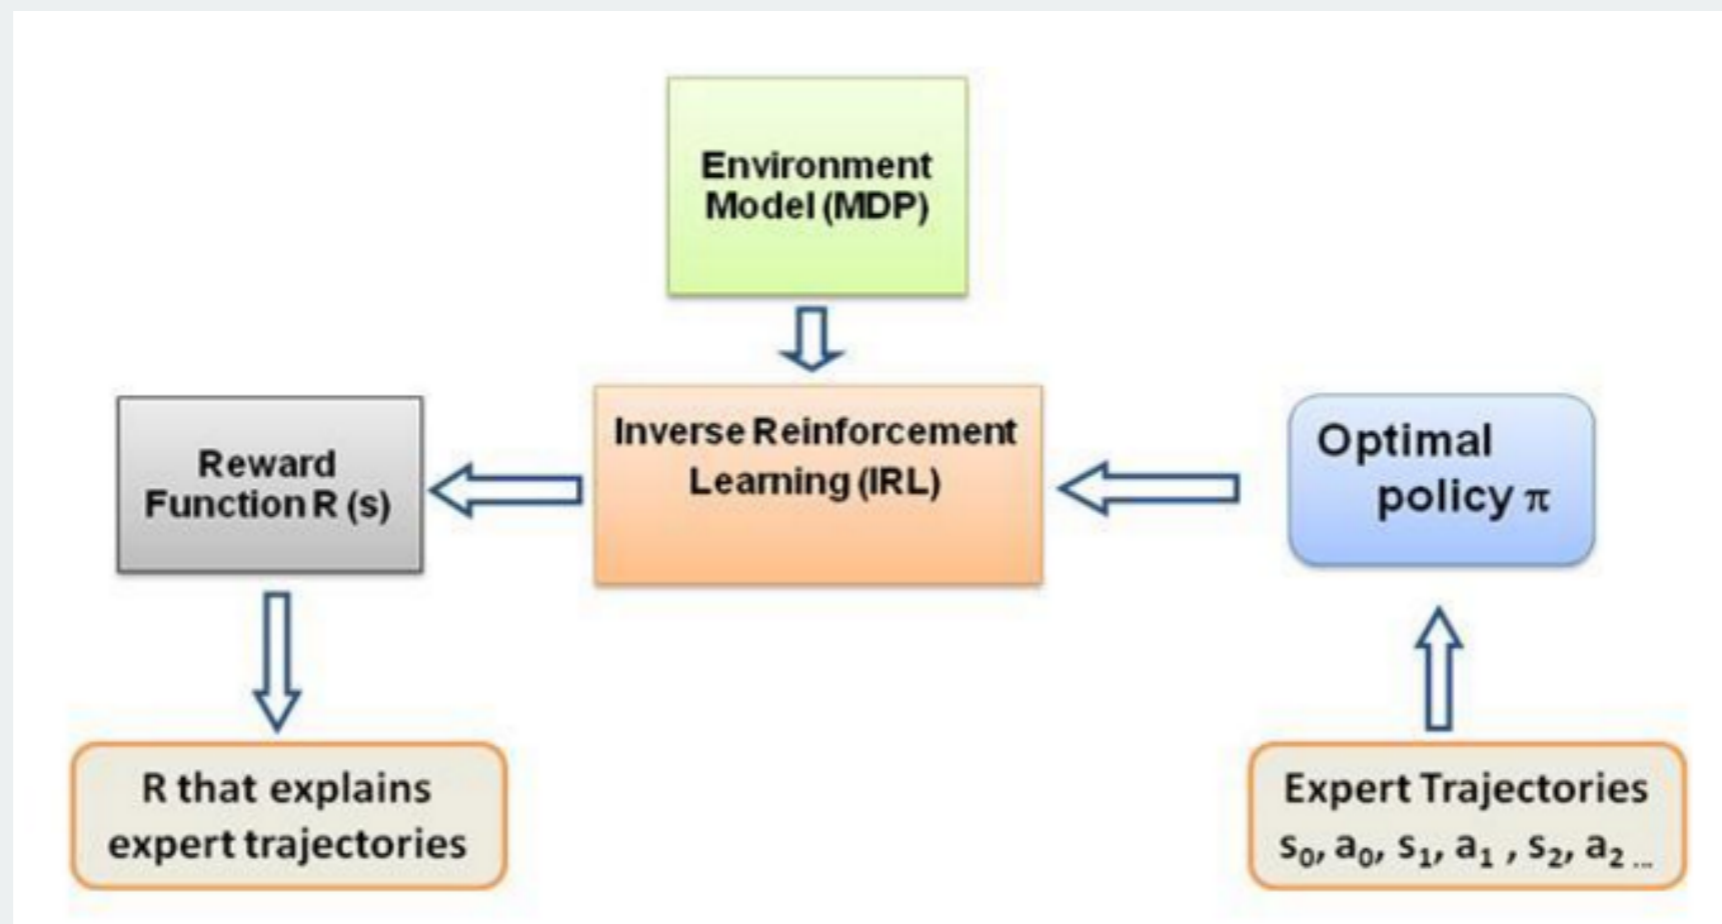 Environment
Model (MDP)
Inverse Reinforcement
Learning (IRL)
Reward
Function R (s)
Optimal
policy π
R that explains
expert trajectories
Expert Trajectories
s₀, a₀, s₁, a₁ , s₂, a₂ ...